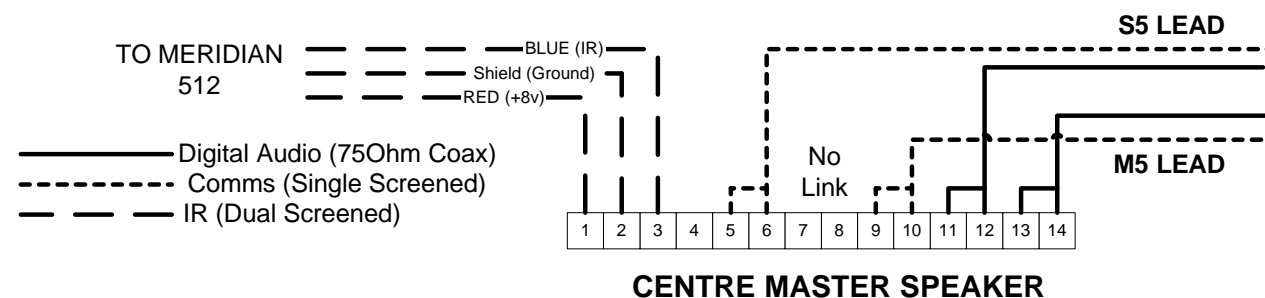 S5 LEAD
TO MERIDIAN
512
BLUE (IR)
Shield (Ground)
RED (+8v)
Digital Audio (75Ohm Coax)
Comms (Single Screened)
IR (Dual Screened)
No
Link
M5 LEAD
1 2 3 4 5 6 7 8 9 10 11 12 13 14
CENTRE MASTER SPEAKER